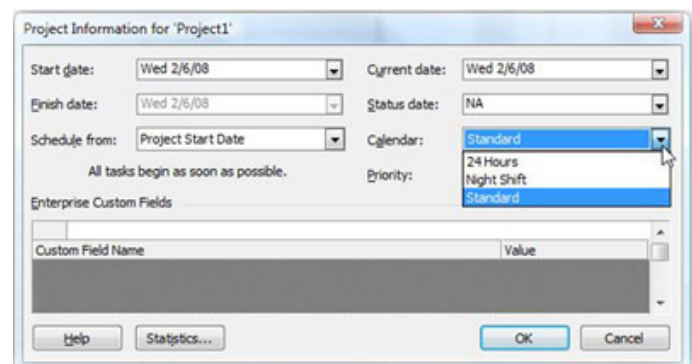 Project Information for 'Project1'
Start date: Wed 2/6/08 Current date: Wed 2/6/08
Finish date: Wed 2/6/08 Status date: NA
Schedule from: Project Start Date Calendar: Standard
24 Hours
All tasks begin as soon as possible. Priority: Night Shift
Standard
Enterprise Custom Fields
Custom Field Name Value
Help Statistics... OK Cancel